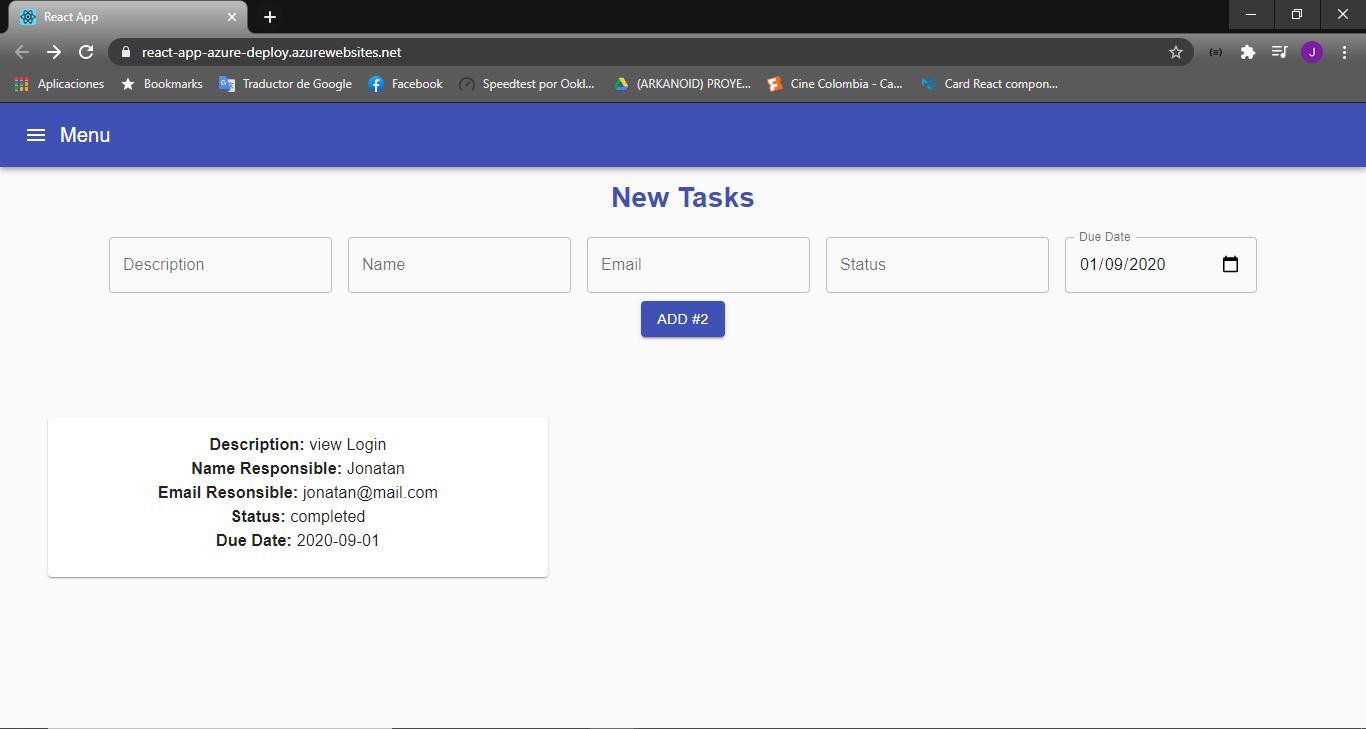 React App
react-app-azure-deploy.azurewebsites.net
J
Aplicaciones Bookmarks Traductor de Google Facebook Speedtest por Ookl... (ARKANOID) PROYE... Cine Colombia - Ca... Card React compon...
Menu
New Tasks
Due Date
Description Name Email Status 01/09/2020
ADD #2
Description: view Login
Name Responsible: Jonatan
Email Resonsible: jonatan@mail.com
Status: completed
Due Date: 2020-09-01